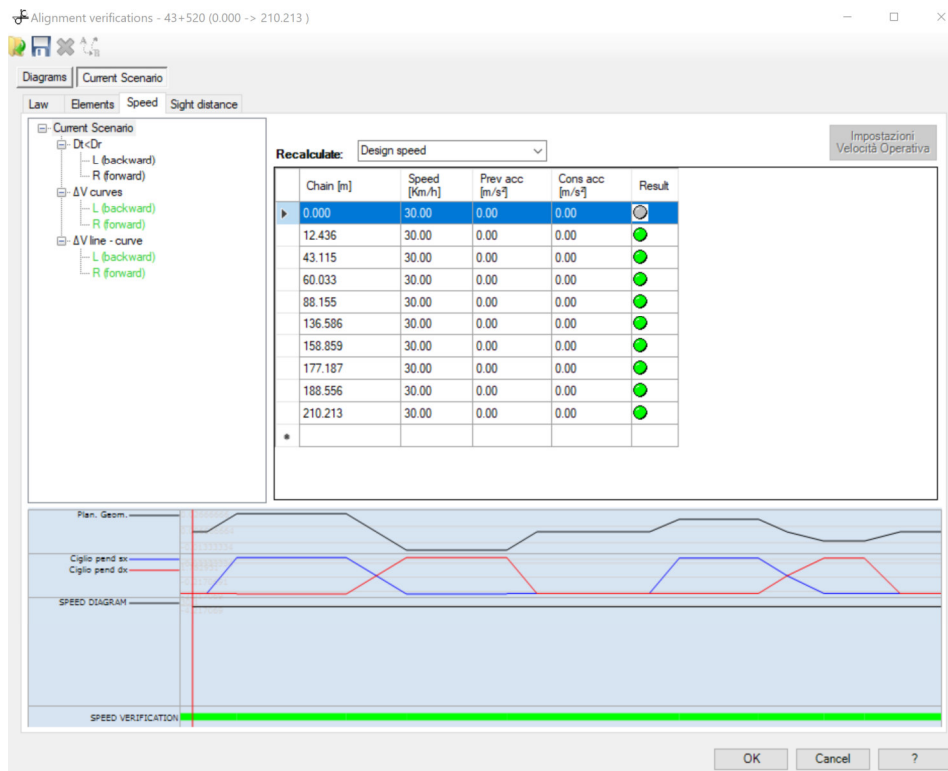 Alignment verifications - 43+520 (0.000 -> 210.213 )
Diagrams Current Scenario
Law Elements Speed Sight distance
Current Scenario
Dt<Dr
L (backward)
R (forward)
ΔV curves
L (backward)
R (forward)
ΔV line - curve
L (backward)
R (forward)
Recalculate: Design speed
Impostazioni
Velocità Operativa
Chain [m] Speed [Km/h] Prev acc [m/s²] Cons acc [m/s²] Result
0.000 30.00 0.00 0.00
12.436 30.00 0.00 0.00
43.115 30.00 0.00 0.00
60.033 30.00 0.00 0.00
88.155 30.00 0.00 0.00
136.586 30.00 0.00 0.00
158.859 30.00 0.00 0.00
177.187 30.00 0.00 0.00
188.556 30.00 0.00 0.00
210.213 30.00 0.00 0.00
Plan. Geom.
Ciglio pend sx
Ciglio pend dx
SPEED DIAGRAM
SPEED VERIFICATION
OK Cancel ?